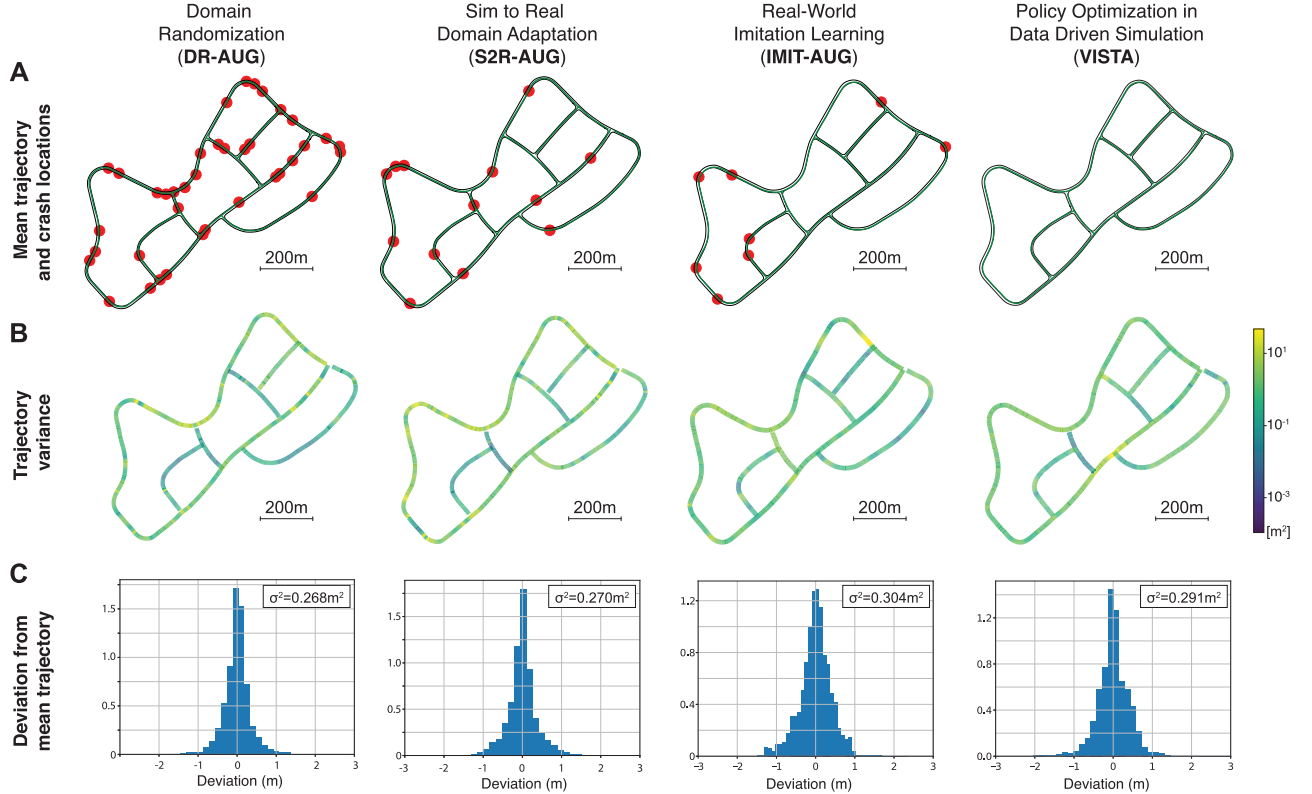 Domain
Randomization
(DR-AUG)
Sim to Real
Domain Adaptation
(S2R-AUG)
Real-World
Imitation Learning
(IMIT-AUG)
Policy Optimization in
Data Driven Simulation
(VISTA)
A
Mean trajectory
and crash locations
200m
200m
200m
200m
B
Trajectory
variance
200m
200m
200m
200m
10¹
10⁻¹
10⁻³
[m²]
C
Deviation from
mean trajectory
σ²=0.268m²
1.5
1.0
0.5
0
-2 -1 0 1 2 3
Deviation (m)
σ²=0.270m²
1.5
1.0
0.5
0.0
-3 -2 -1 0 1 2 3
Deviation (m)
σ²=0.304m²
1.2
0.8
0.4
0.0
-3 -2 -1 0 1 2 3
Deviation (m)
σ²=0.291m²
1.2
0.8
0.4
0.0
-3 -2 -1 0 1 2 3
Deviation (m)